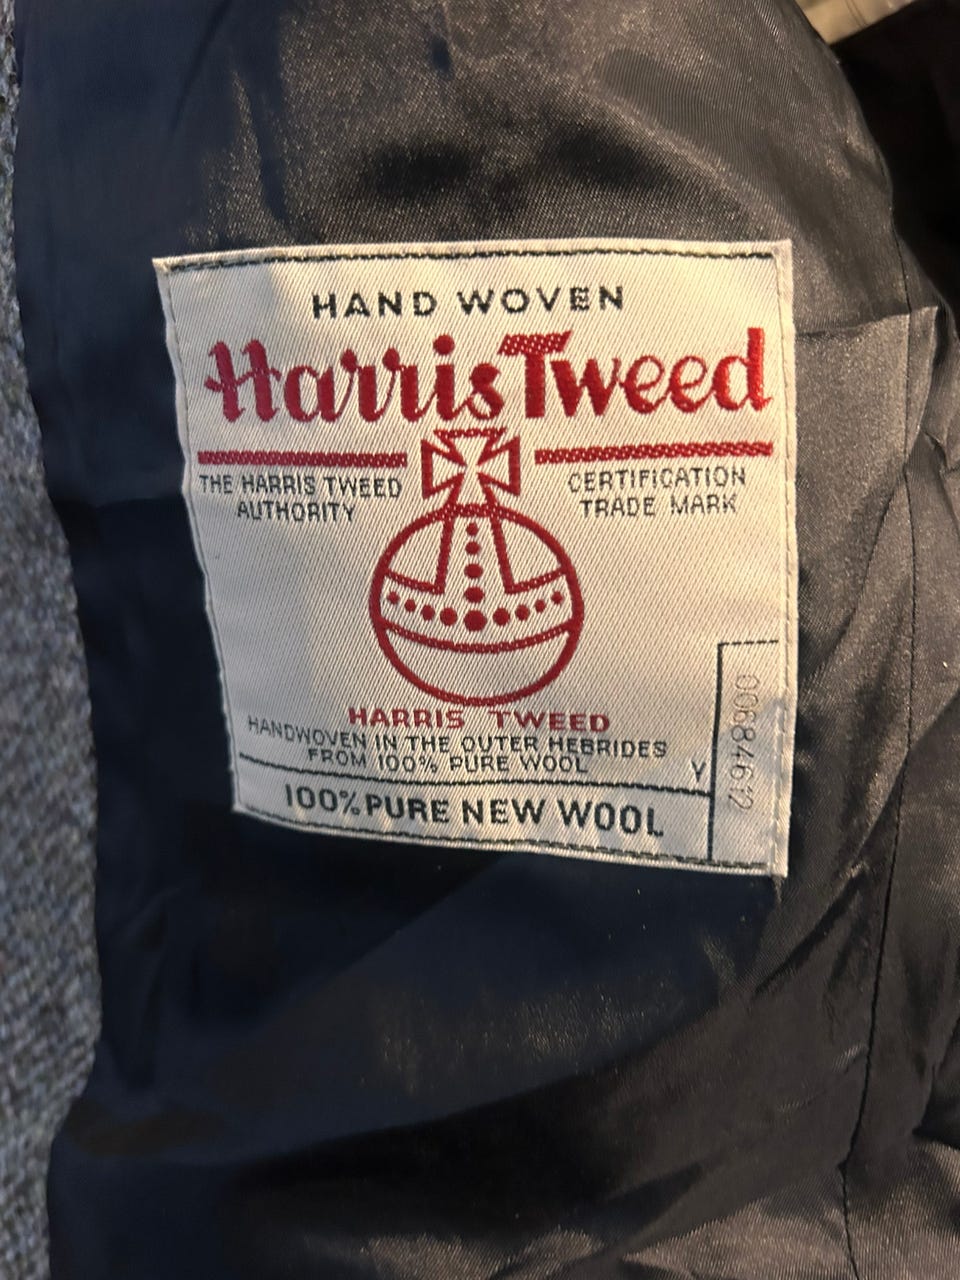 HAND WOVEN
Harris Tweed
THE HARRIS TWEED
AUTHORITY
CERTIFICATION
TRADE MARK
HARRIS TWEED
HANDWOVEN IN THE OUTER HEBRIDES
FROM 100% PURE WOOL
Y
100% PURE NEW WOOL